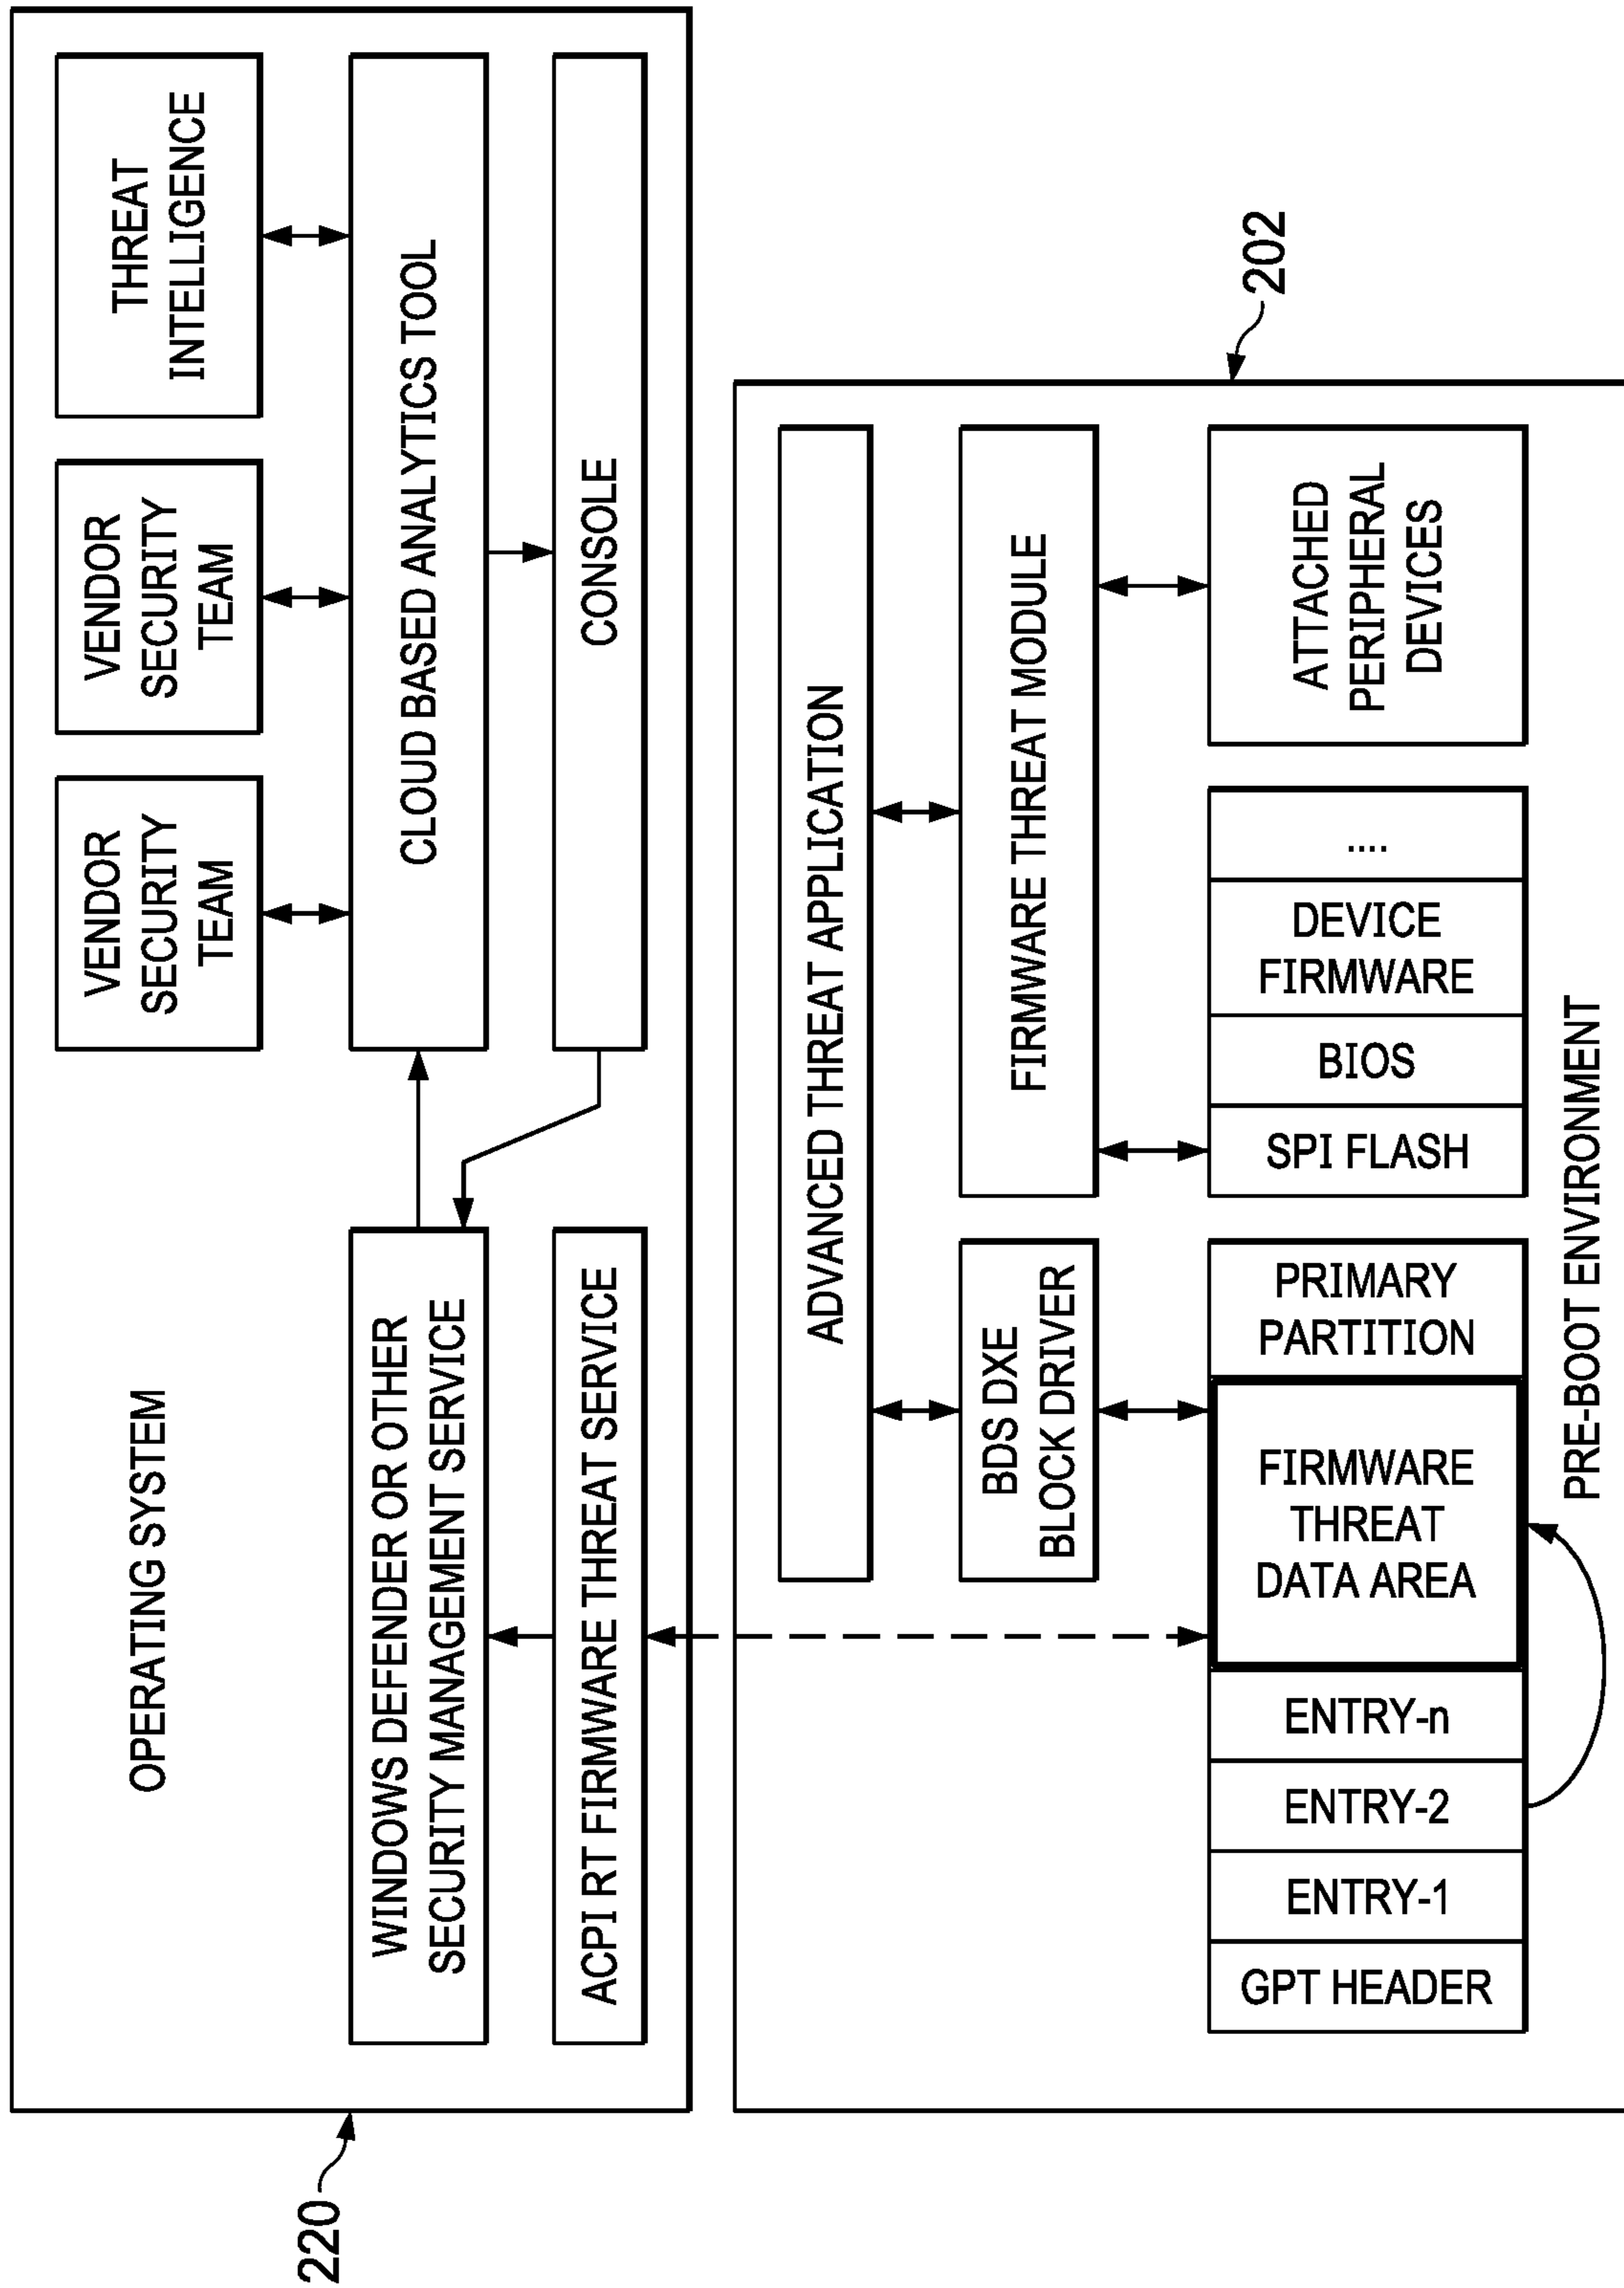 220
OPERATING SYSTEM
VENDOR
SECURITY
TEAM
VENDOR
SECURITY
TEAM
THREAT
INTELLIGENCE
WINDOWS DEFENDER OR OTHER
SECURITY MANAGEMENT SERVICE
CLOUD BASED ANALYTICS TOOL
ACPI RT FIRMWARE THREAT SERVICE
CONSOLE
202
ADVANCED THREAT APPLICATION
BDS DXE
BLOCK DRIVER
FIRMWARE THREAT MODULE
GPT HEADER
ENTRY-1
ENTRY-2
ENTRY-n
FIRMWARE
THREAT
DATA AREA
PRIMARY
PARTITION
SPI FLASH
BIOS
DEVICE
FIRMWARE
....
ATTACHED
PERIPHERAL
DEVICES
PRE-BOOT ENVIRONMENT